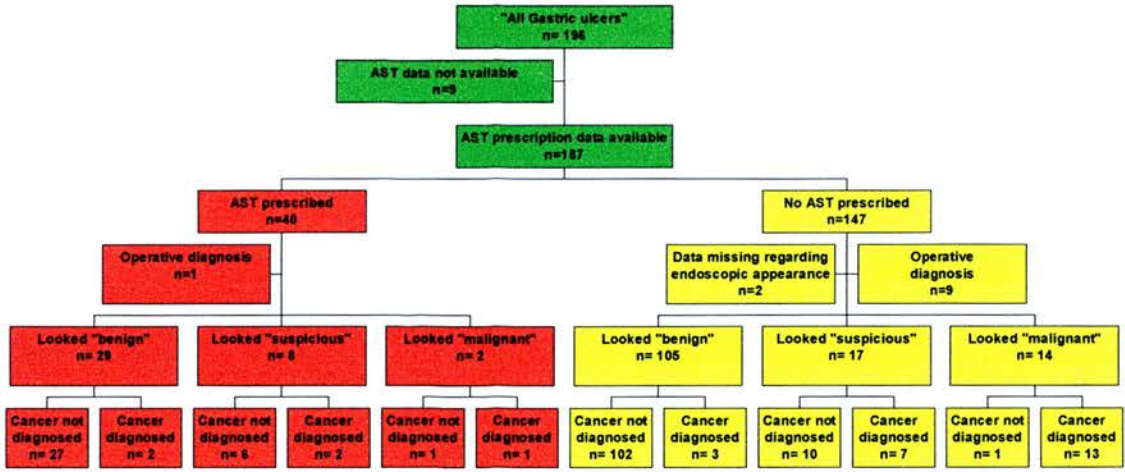 "All Gastric ulcers"
n= 196
AST data not available
n=9
AST prescription data available
n=187
AST prescribed
n=40
No AST prescribed
n=147
Operative diagnosis
n=1
Data missing regarding
endoscopic appearance
n=2
Operative
diagnosis
n=9
Looked "benign"
n= 29
Looked "suspicious"
n= 8
Looked "malignant"
n= 2
Looked "benign"
n= 105
Looked "suspicious"
n= 17
Looked "malignant"
n= 14
Cancer not
diagnosed
n= 27
Cancer
diagnosed
n= 2
Cancer not
diagnosed
n= 6
Cancer
diagnosed
n= 2
Cancer not
diagnosed
n= 1
Cancer
diagnosed
n= 1
Cancer not
diagnosed
n= 102
Cancer
diagnosed
n= 3
Cancer not
diagnosed
n= 10
Cancer
diagnosed
n= 7
Cancer not
diagnosed
n= 1
Cancer
diagnosed
n= 13